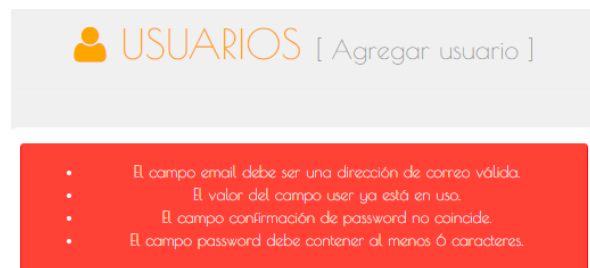 USUARIOS [ Agregar usuario ]
• El campo email debe ser una dirección de correo válida.
• El valor del campo user ya está en uso.
• El campo confirmación de password no coincide.
• El campo password debe contener al menos 6 caracteres.